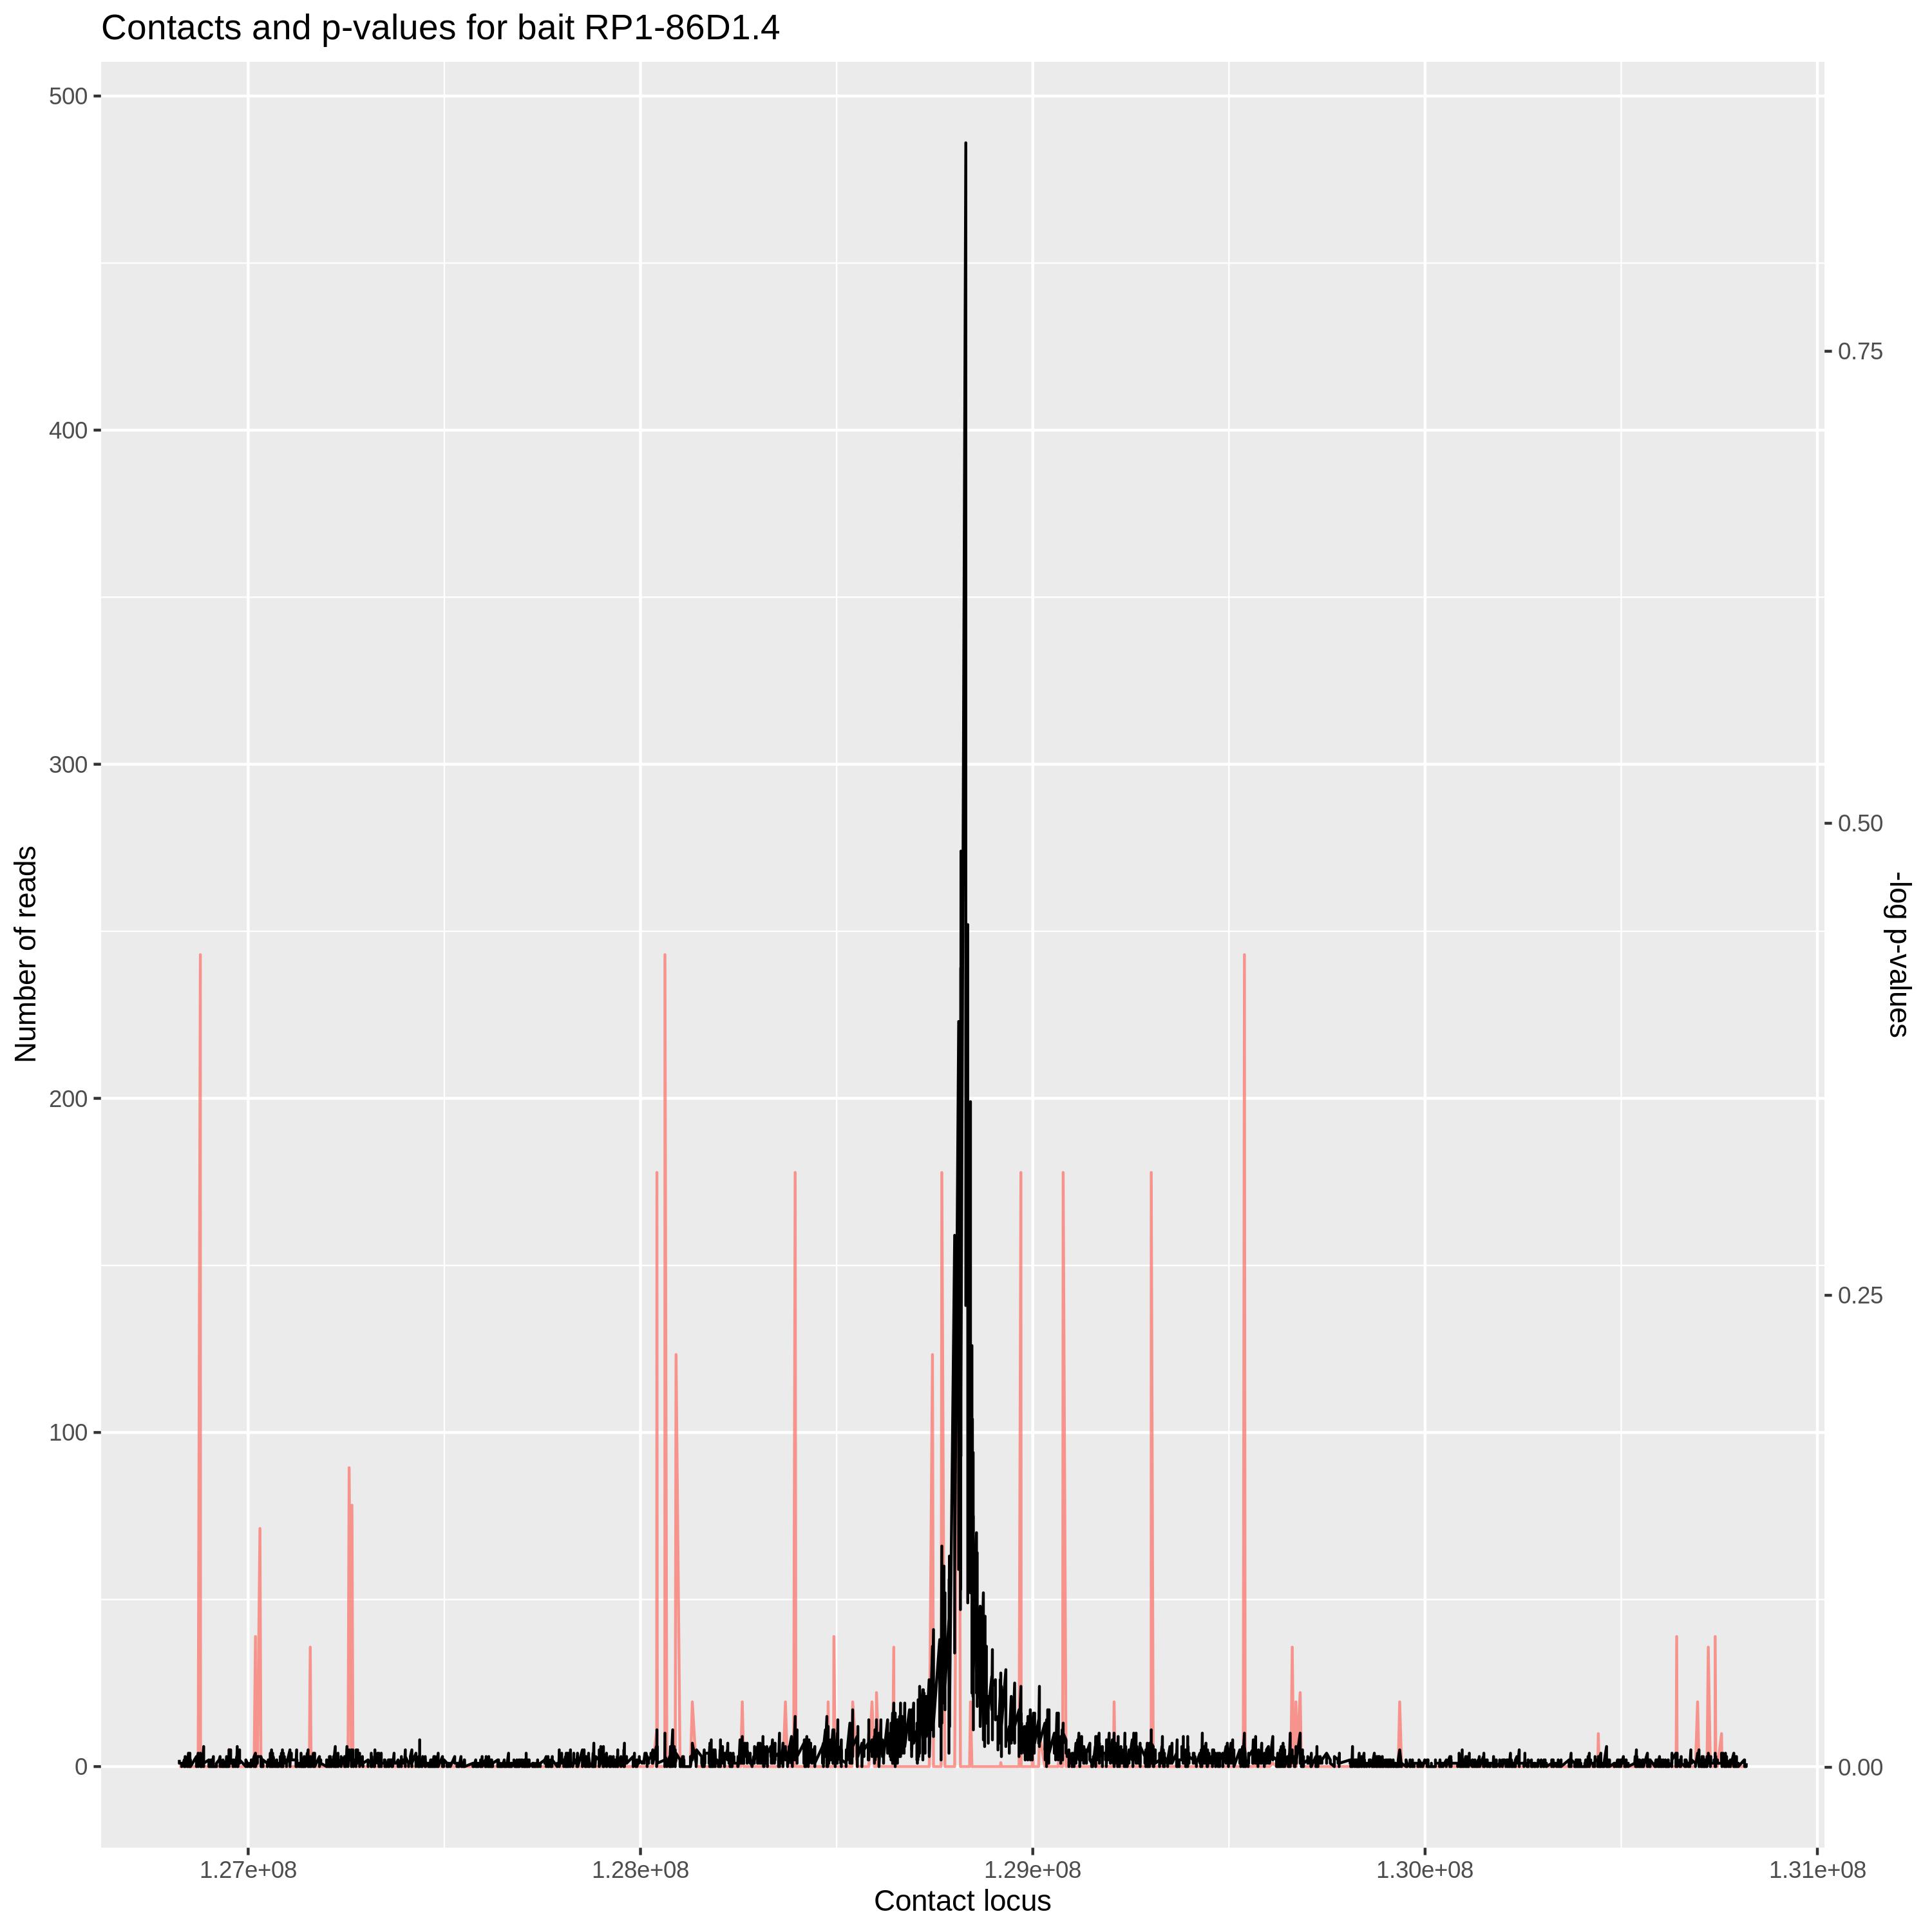 Contacts and p-values for bait RP1-86D1.4
500
400
300
200
100
0
Number of reads
0.75
0.50
0.25
0.00
-log p-values
1.27e+08
1.28e+08
1.29e+08
1.30e+08
1.31e+08
Contact locus